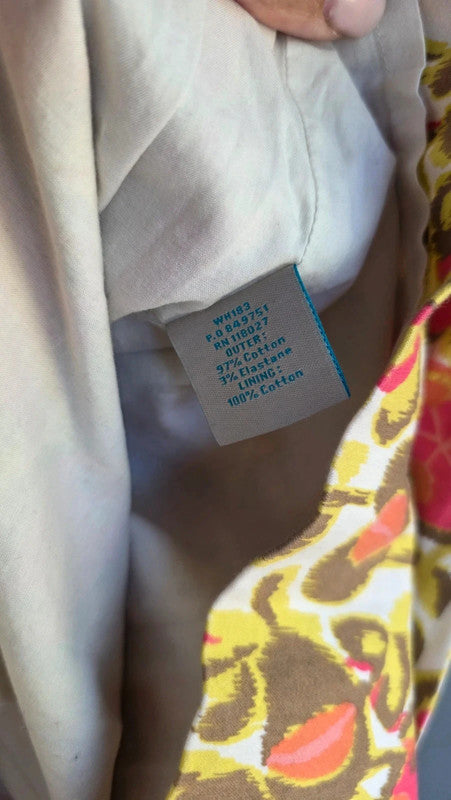 WH183
P.O 849751
RN 118027
OUTER:
97% Cotton
3% Elastane
LINING:
100% Cotton